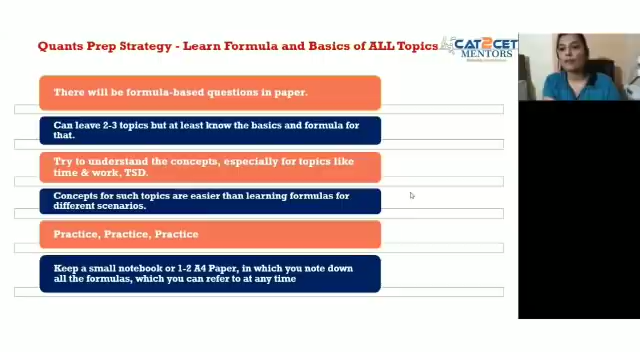 Quants Prep Strategy - Learn Formula and Basics of ALL Topics
CAT2CET
MENTORS
There will be formula-based questions in paper.
Can leave 2-3 topics but at least know the basics and formula for
that.
Try to understand the concepts, especially for topics like
time & work, TSD.
Concepts for such topics are easier than learning formulas for
different scenarios.
Practice, Practice, Practice
Keep a small notebook or 1-2 A4 Paper, in which you note down
all the formulas, which you can refer to at any time